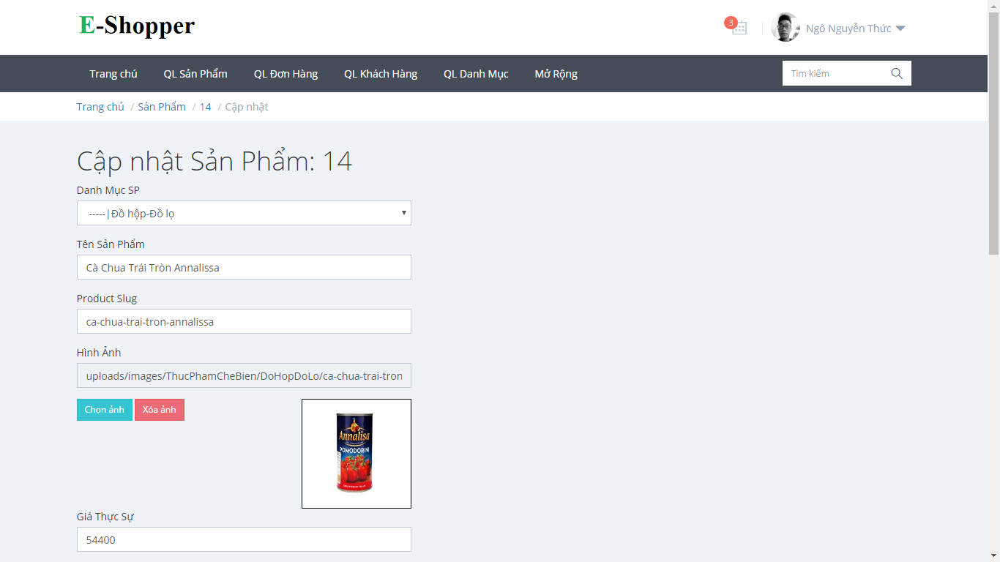 E-Shopper
3
Ngô Nguyễn Thức
Trang chú
QL Sản Phẩm
QL Đơn Hàng
QL Khách Hàng
QL Danh Mục
Mở Rộng
Tìm kiếm
Trang chủ / Sản Phẩm / 14 / Cập nhật
Cập nhật Sản Phẩm: 14
Danh Mục SP
-----|Đồ hộp-Đồ lọ
Tên Sản Phẩm
Cà Chua Trái Tròn Annalissa
Product Slug
ca-chua-trai-tron-annalissa
Hình Ảnh
uploads/images/ThucPhamCheBien/DoHopDoLo/ca-chua-trai-tron
Chọn ảnh
Xóa ảnh
Annalisa
POMODORINI
Giá Thực Sự
54400